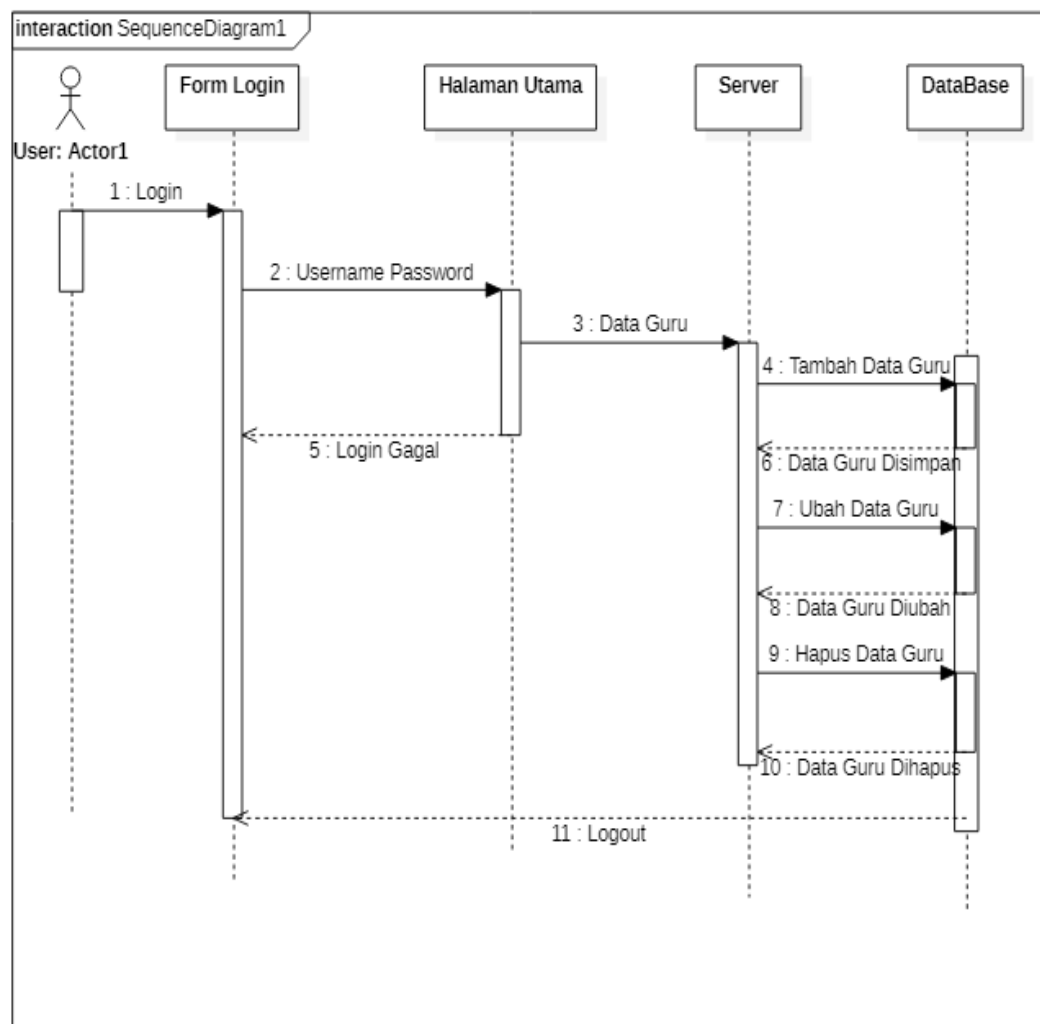 interaction SequenceDiagram1
Form Login
Halaman Utama
Server
DataBase
User: Actor1
1 : Login
2 : Username Password
3 : Data Guru
4 : Tambah Data Guru
5 : Login Gagal
6 : Data Guru Disimpan
7 : Ubah Data Guru
8 : Data Guru Diubah
9 : Hapus Data Guru
10 : Data Guru Dihapus
11 : Logout